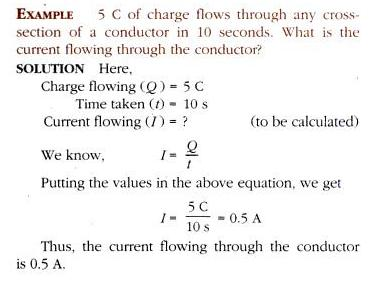 EXAMPLE 5 C of charge flows through any cross-
section of a conductor in 10 seconds. What is the
current flowing through the conductor?
SOLUTION Here,
Charge flowing (Q) = 5 C
Time taken (t) = 10 s
Current flowing (I) = ? (to be calculated)
We know, I = Q/t
Putting the values in the above equation, we get
I = 5 C/10 s = 0.5 A
Thus, the current flowing through the conductor
is 0.5 A.